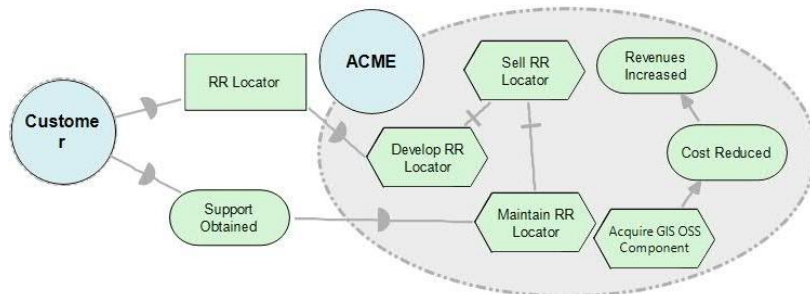 Custome
r
RR Locator
Support
Obtained
ACME
Develop RR
Locator
Sell RR
Locator
Maintain RR
Locator
Revenues
Increased
Cost Reduced
Acquire GIS OSS
Component